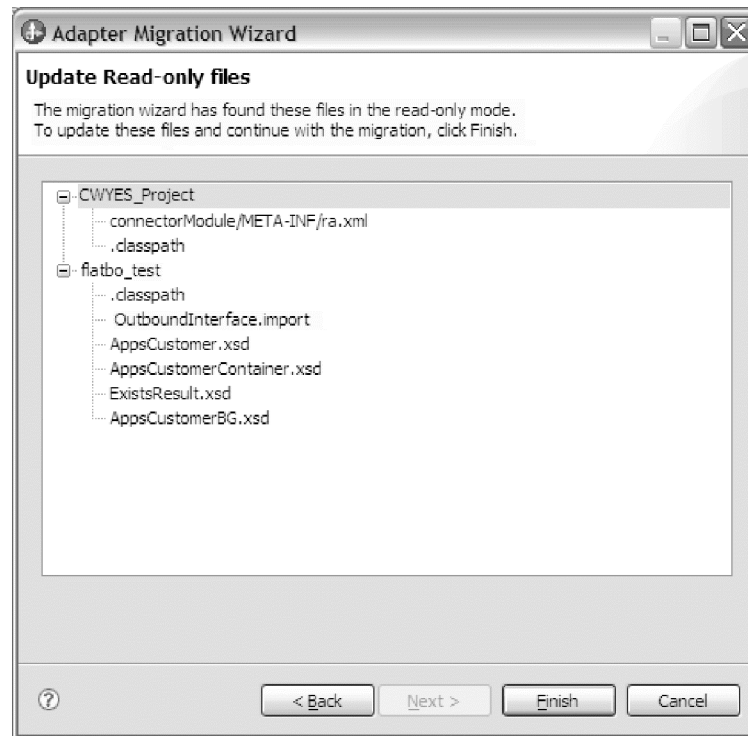 Adapter Migration Wizard
Update Read-only files
The migration wizard has found these files in the read-only mode.
To update these files and continue with the migration, click Finish.
CWYES_Project
connectorModule/META-INF/ra.xml
.classpath
flatbo_test
.classpath
OutboundInterface.import
AppsCustomer.xsd
AppsCustomerContainer.xsd
ExistsResult.xsd
AppsCustomerBG.xsd
? < Back Next > Finish Cancel